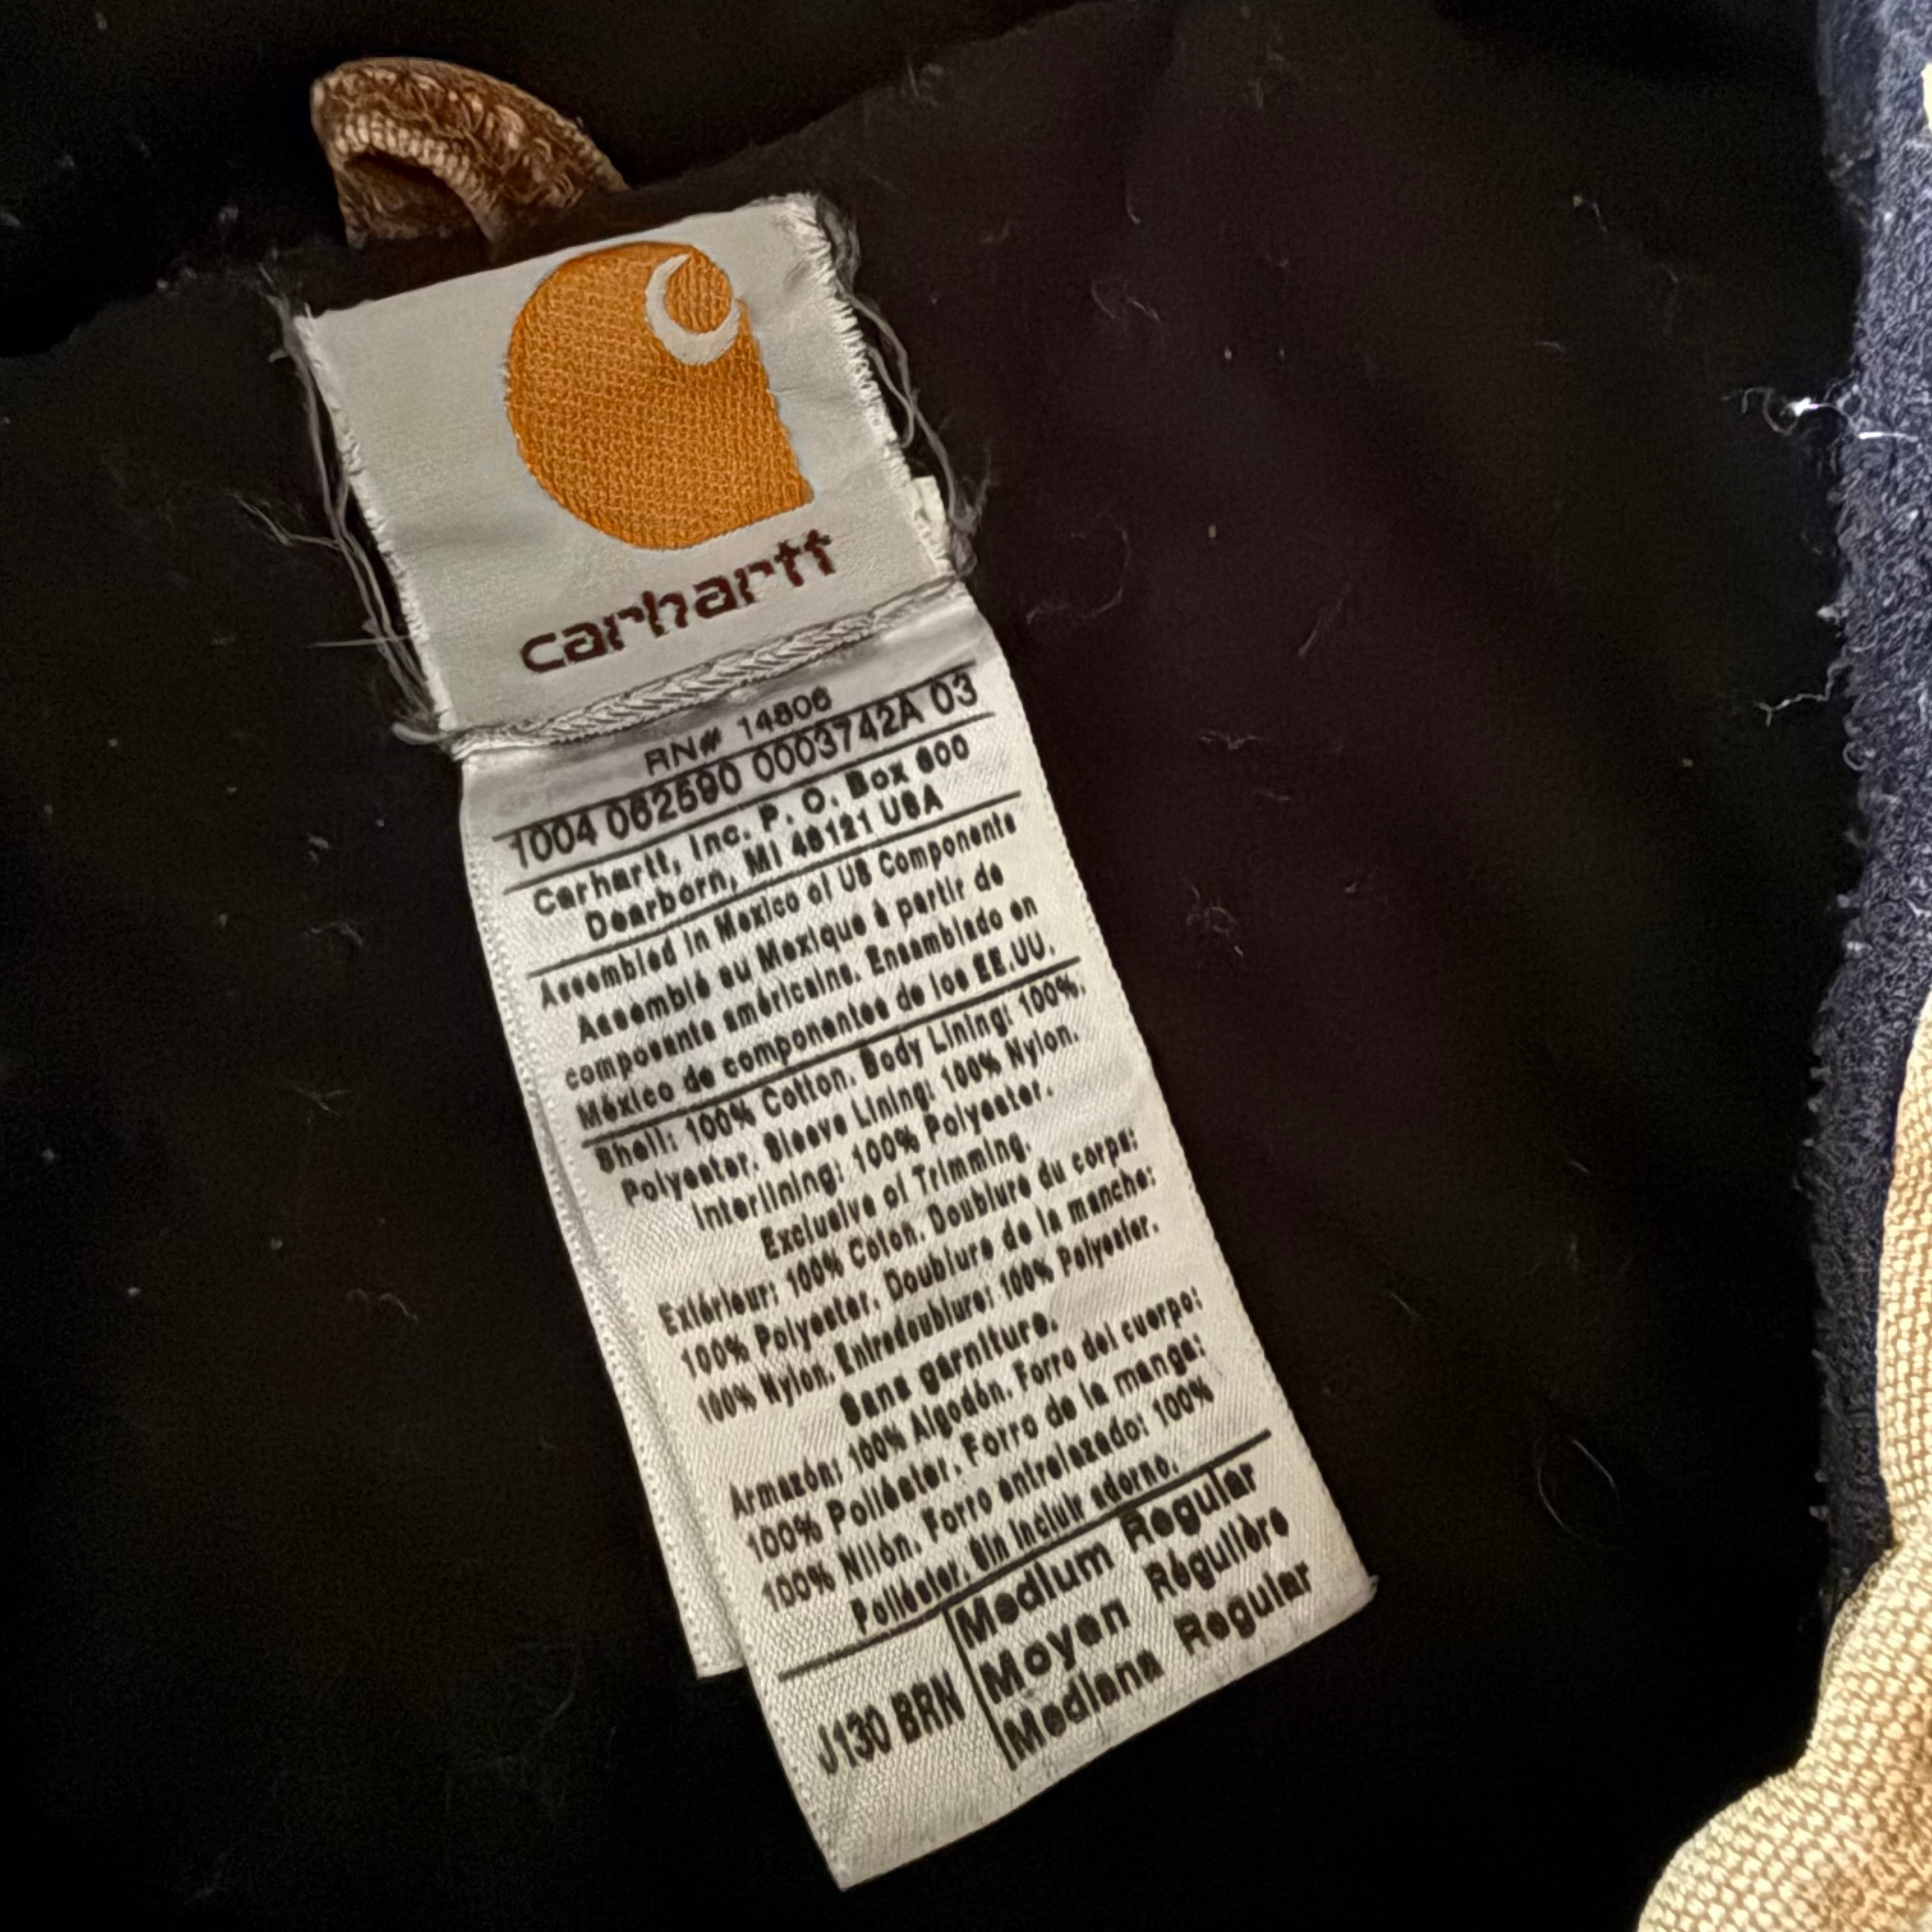 carhartt
RN# 14806
1004 062590 0003742A 03
Carhartt, Inc. P. O. Box 600
Dearborn, MI 48121 USA
Assembled in Mexico of US Components
Assemblé au Mexique à partir de
composants américains. Ensamblado en
México de componentes de los EE.UU.
Shell: 100% Cotton. Body Lining: 100%
Polyester. Sleeve Lining: 100% Nylon.
Interlining: 100% Polyester.
Exclusive of Trimming.
Extérieur: 100% Coton. Doublure du corps:
100% Polyester. Doublure de la manche:
100% Nylon. Entredoublure: 100% Polyester.
Sans garniture.
Armazón: 100% Algodón. Forro del cuerpo:
100% Poliéster. Forro de la manga:
100% Nilón. Forro entrelazado: 100%
Poliéster. Sin incluir adorno.
J130 BRN
Medium Regular
Moyen Régulière
Mediana Regular